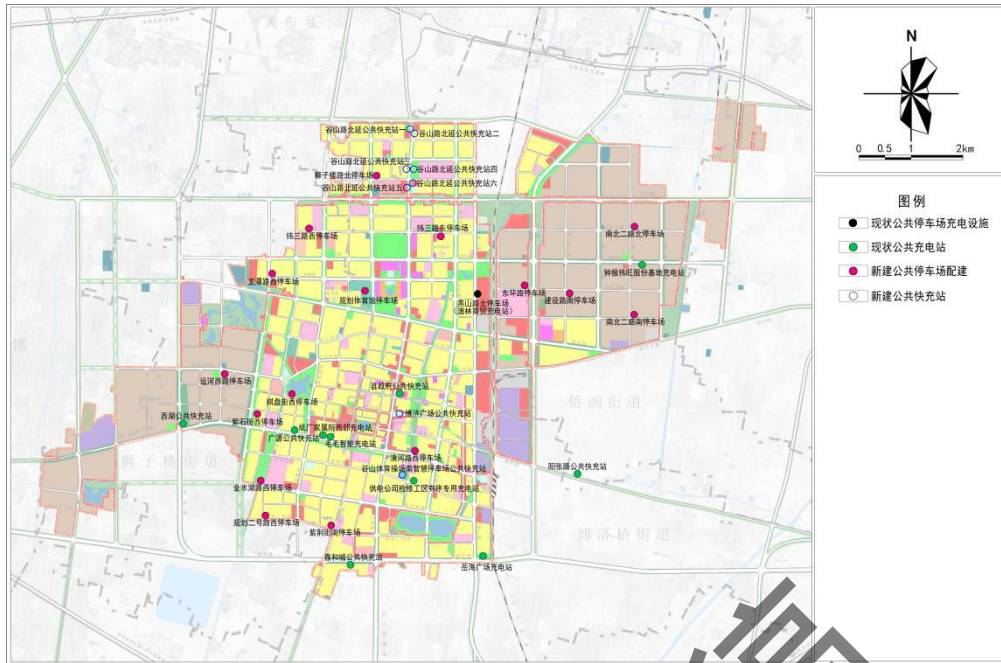 N
0 0.5 1 2km
图例
现状公共停车场充电设施
现状公共充电站
新建公共停车场配建
新建公共快充站
谷山路北延公共快充站一
谷山路北延公共快充站二
谷山路北延公共快充站三
谷山路北延公共快充站四
狮子楼路北停车场
谷山路北延公共快充站五
谷山路北延公共快充站六
纬三路西停车场
纬三路东停车场
南北二路北停车场
龙灌路西停车场
钟楓伟旺股份基地充电站
规划体育馆停车场
东环路停车场
建设路南停车场
南北二路南停车场
运河西路停车场
棋盘街西停车场
县政府公共快充站
侨润街道
西湖公共快充站
紫石街西停车场
博济广场公共快充站
纸厂家属院西邻充电站
广源公共快充站
毛毛智能充电站
狮子楼街道
清河路西停车场
谷山体育操场南智慧停车场公共快充站
阳张路公共快充站
金水湖路西停车场
供电公司检修工区有序专用充电站
规划二号路西停车场
紫荆街南停车场
博济桥街道
嘉和城公共快充站
岳海广场充电站